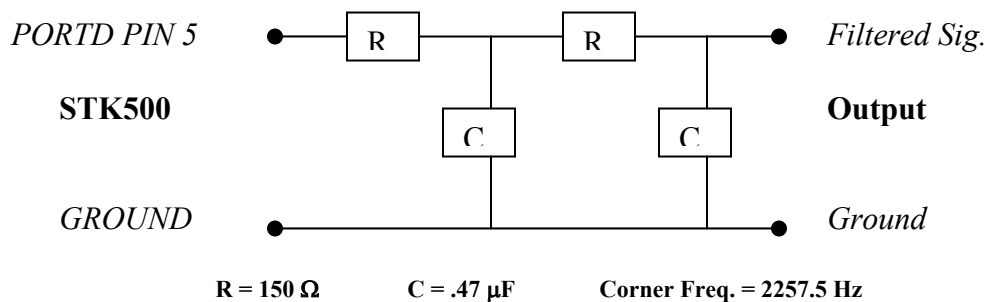 PORTD PIN 5 R R Filtered Sig.
STK500 Output
C C
GROUND Ground
R = 150 Ω C = .47 μF Corner Freq. = 2257.5 Hz